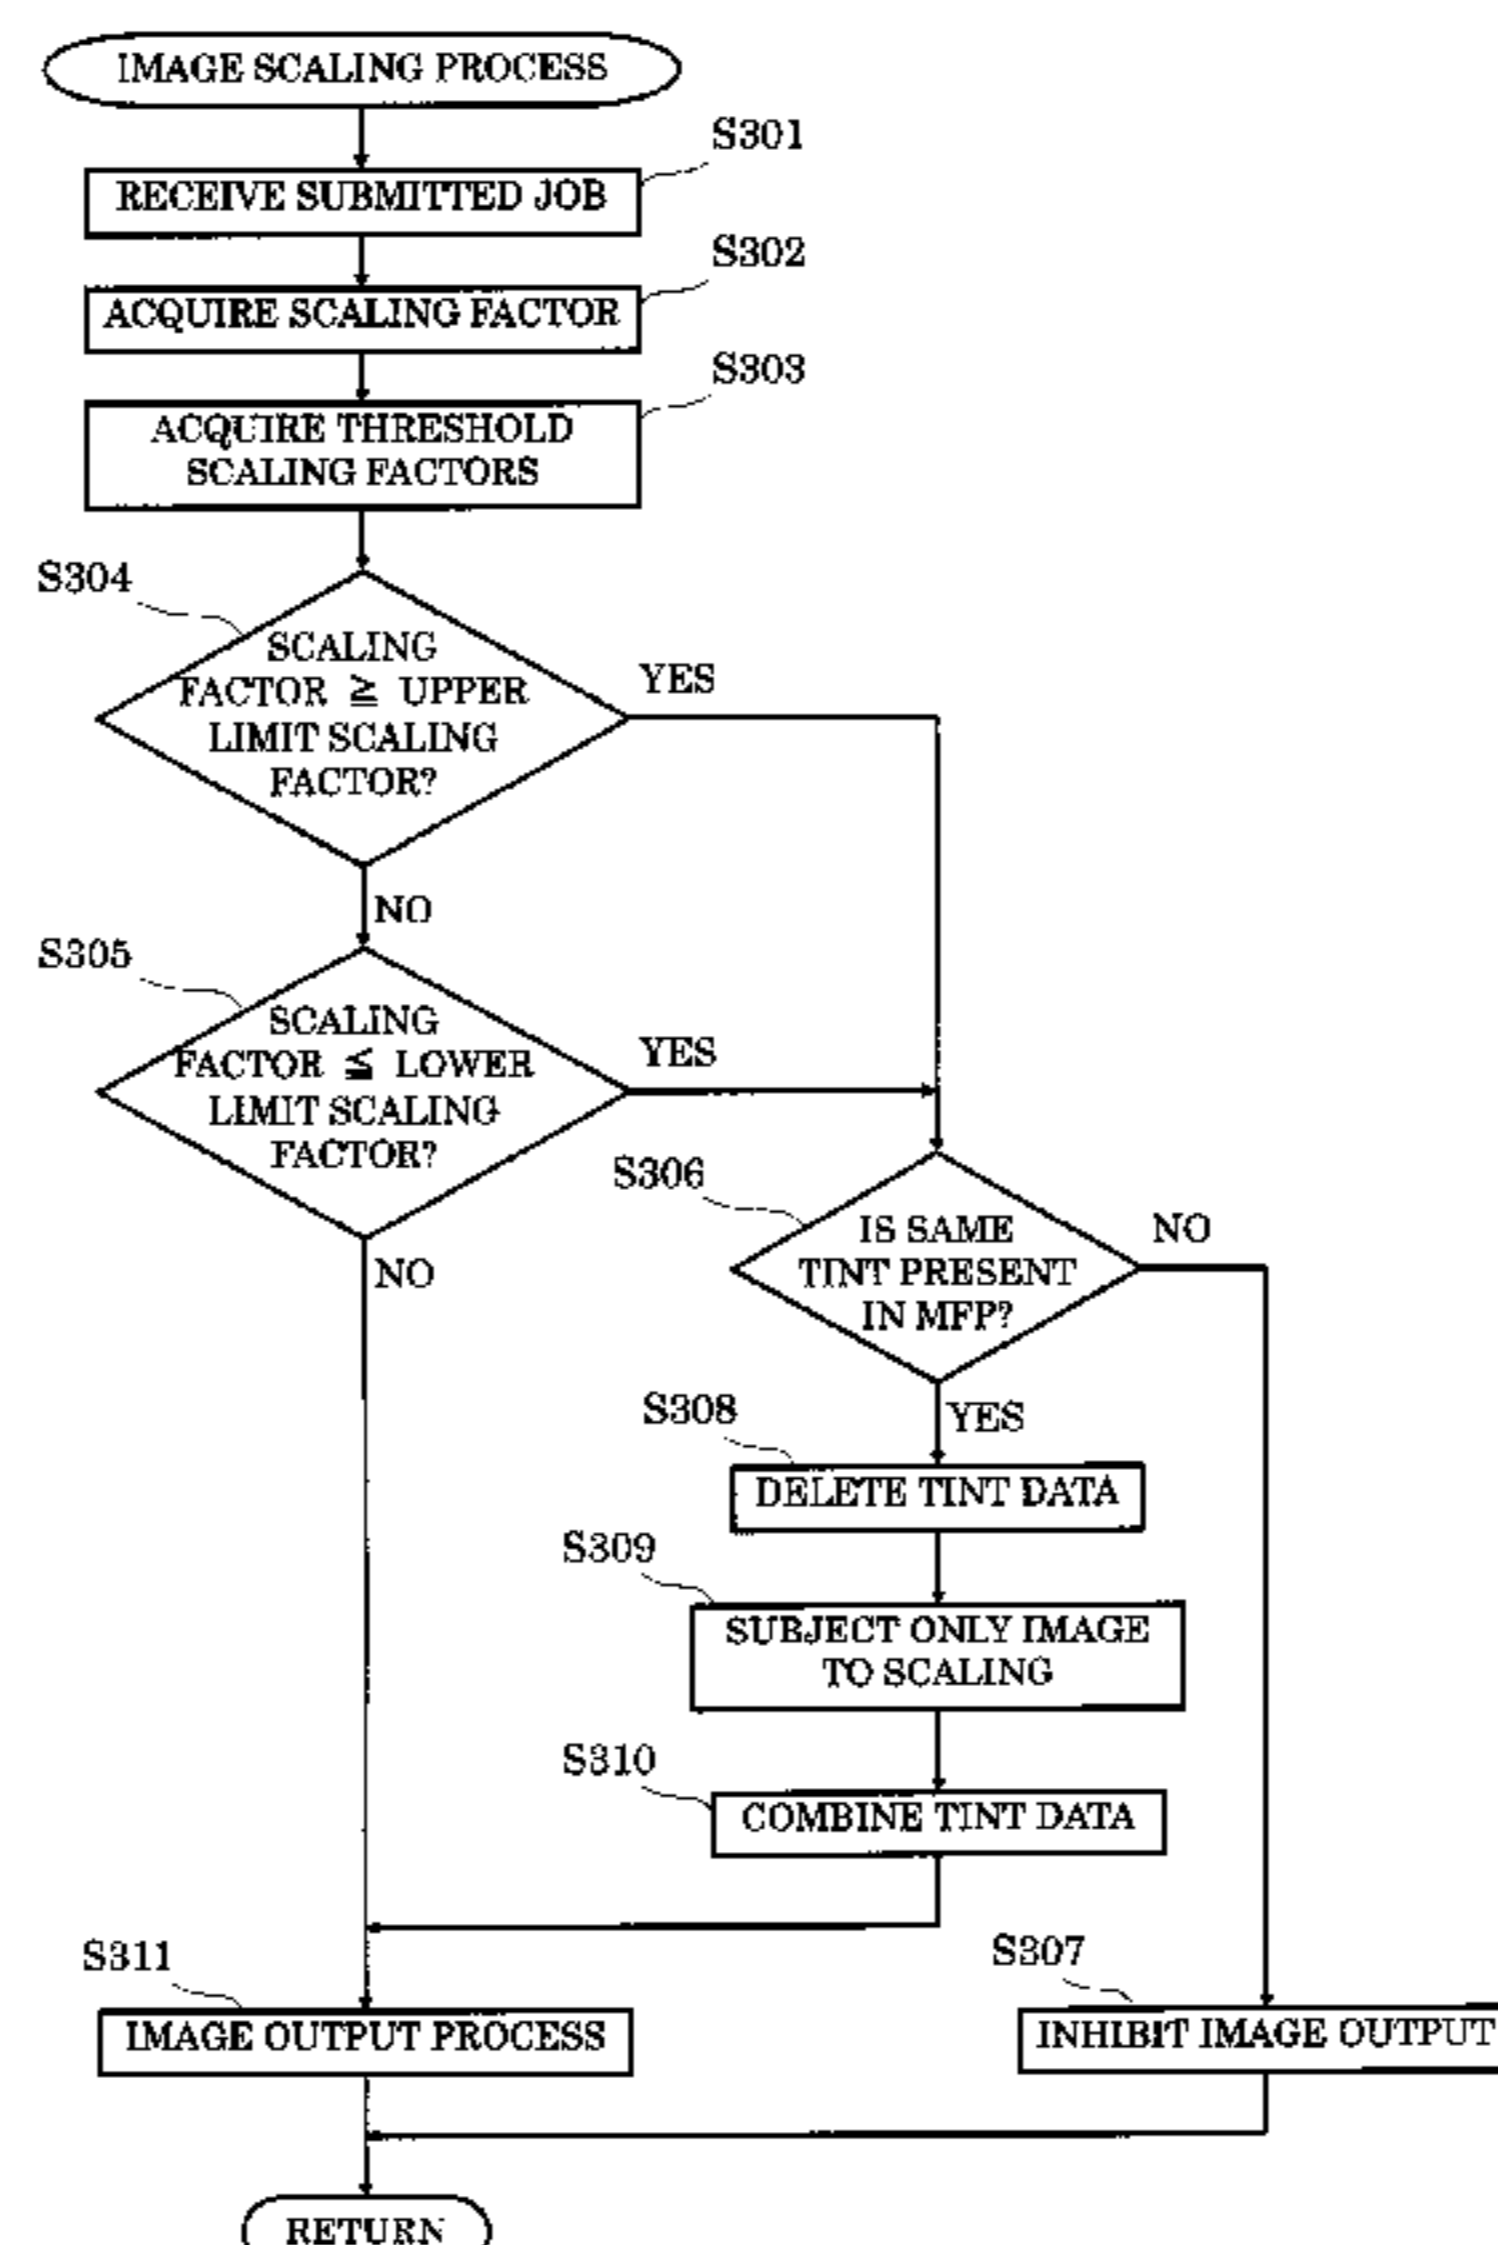 IMAGE SCALING PROCESS
S301
RECEIVE SUBMITTED JOB
S302
ACQUIRE SCALING FACTOR
S303
ACQUIRE THRESHOLD
SCALING FACTORS
S304
SCALING
FACTOR ≧ UPPER
LIMIT SCALING
FACTOR?
YES
NO
S305
SCALING
FACTOR ≦ LOWER
LIMIT SCALING
FACTOR?
YES
NO
S306
IS SAME
TINT PRESENT
IN MFP?
NO
YES
S308
DELETE TINT DATA
S309
SUBJECT ONLY IMAGE
TO SCALING
S310
COMBINE TINT DATA
S311
IMAGE OUTPUT PROCESS
S307
INHIBIT IMAGE OUTPUT
RETURN